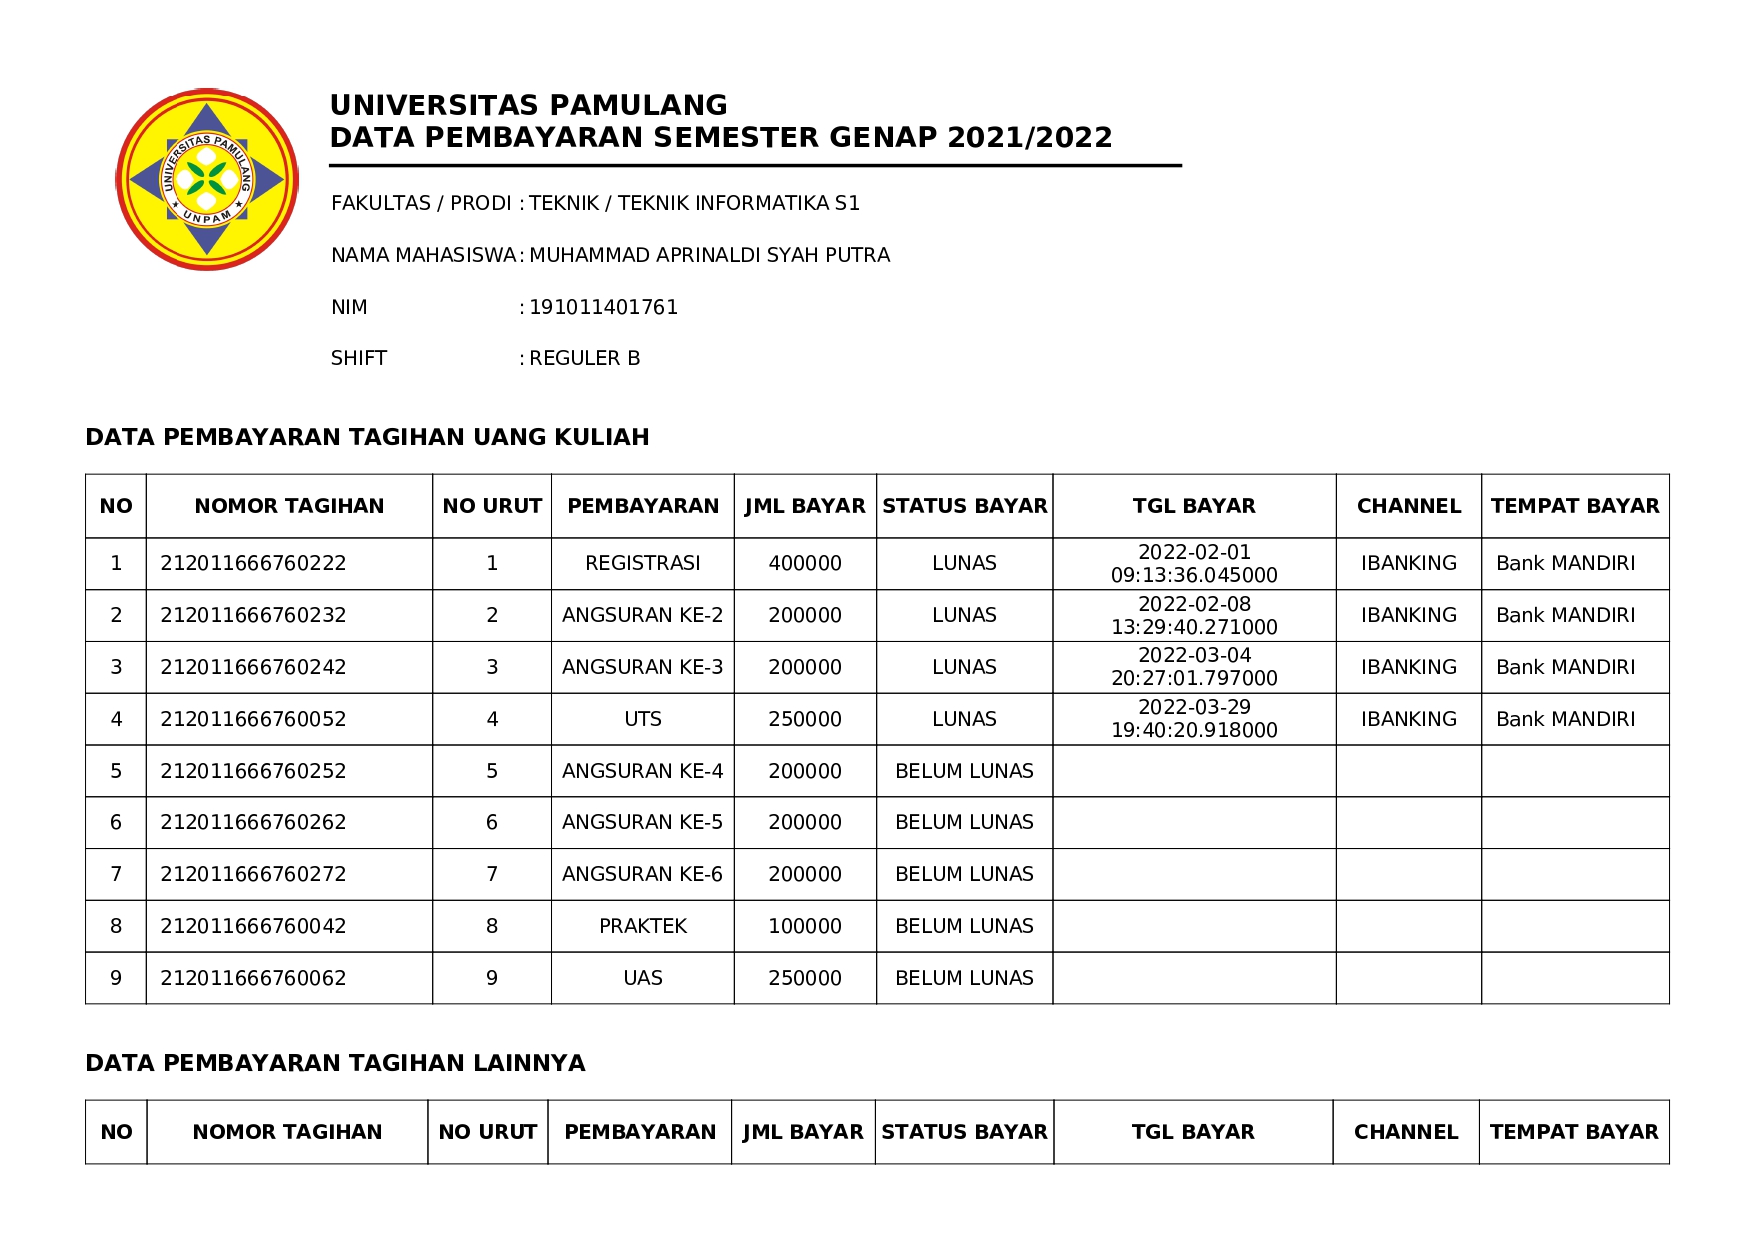 UNIVERSITAS PAMULANG
UNPAM
UNIVERSITAS PAMULANG
DATA PEMBAYARAN SEMESTER GENAP 2021/2022
FAKULTAS / PRODI : TEKNIK / TEKNIK INFORMATIKA S1
NAMA MAHASISWA : MUHAMMAD APRINALDI SYAH PUTRA
NIM : 191011401761
SHIFT : REGULER B
DATA PEMBAYARAN TAGIHAN UANG KULIAH
NO NOMOR TAGIHAN NO URUT PEMBAYARAN JML BAYAR STATUS BAYAR TGL BAYAR CHANNEL TEMPAT BAYAR
1 212011666760222 1 REGISTRASI 400000 LUNAS 2022-02-01 09:13:36.045000 IBANKING Bank MANDIRI
2 212011666760232 2 ANGSURAN KE-2 200000 LUNAS 2022-02-08 13:29:40.271000 IBANKING Bank MANDIRI
3 212011666760242 3 ANGSURAN KE-3 200000 LUNAS 2022-03-04 20:27:01.797000 IBANKING Bank MANDIRI
4 212011666760052 4 UTS 250000 LUNAS 2022-03-29 19:40:20.918000 IBANKING Bank MANDIRI
5 212011666760252 5 ANGSURAN KE-4 200000 BELUM LUNAS
6 212011666760262 6 ANGSURAN KE-5 200000 BELUM LUNAS
7 212011666760272 7 ANGSURAN KE-6 200000 BELUM LUNAS
8 212011666760042 8 PRAKTEK 100000 BELUM LUNAS
9 212011666760062 9 UAS 250000 BELUM LUNAS
DATA PEMBAYARAN TAGIHAN LAINNYA
NO NOMOR TAGIHAN NO URUT PEMBAYARAN JML BAYAR STATUS BAYAR TGL BAYAR CHANNEL TEMPAT BAYAR